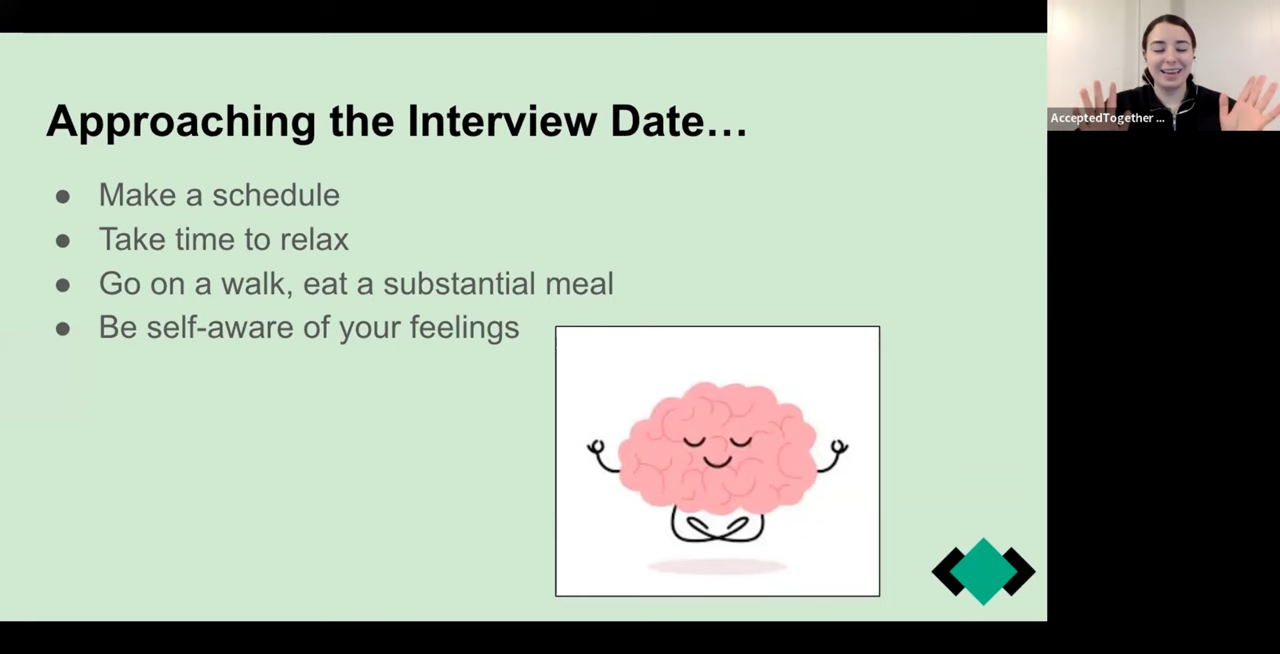 Approaching the Interview Date…
● Make a schedule
● Take time to relax
● Go on a walk, eat a substantial meal
● Be self-aware of your feelings
AcceptedTogether ...